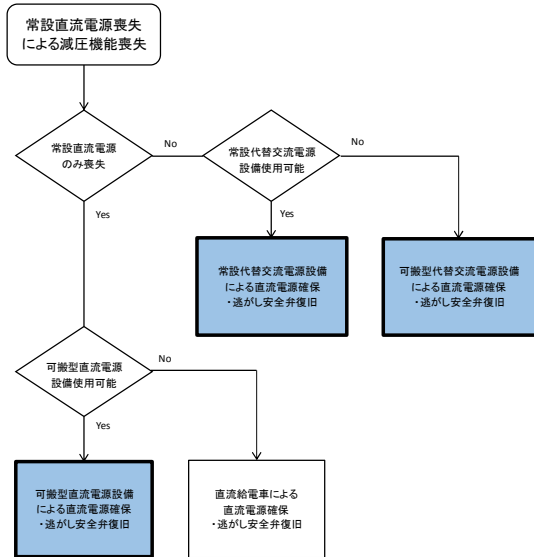 常設直流電源喪失
による減圧機能喪失
常設直流電源
のみ喪失
No
常設代替交流電源
設備使用可能
No
Yes
Yes
常設代替交流電源設備
による直流電源確保
・逃がし安全弁復旧
可搬型代替交流電源設備
による直流電源確保
・逃がし安全弁復旧
可搬型直流電源
設備使用可能
No
Yes
可搬型直流電源設備
による直流電源確保
・逃がし安全弁復旧
直流給電車による
直流電源確保
・逃がし安全弁復旧